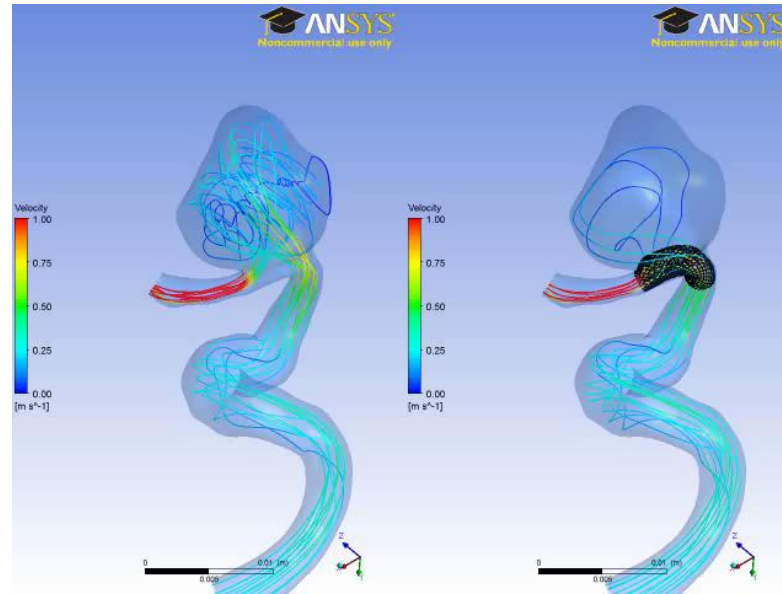 ANSYS
Noncommercial use only
Velocity
1.00
0.75
0.50
0.25
0.00
[m s^-1]
0
0.005
0.01 (m)
Z
Y
ANSYS
Noncommercial use only
Velocity
1.00
0.75
0.50
0.25
0.00
[m s^-1]
0
0.005
0.01 (m)
Z
Y